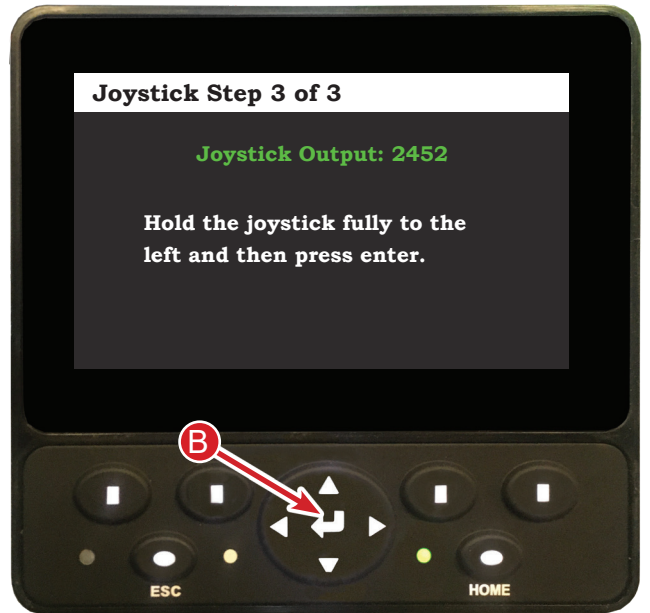 Joystick Step 3 of 3
Joystick Output: 2452
Hold the joystick fully to the
left and then press enter.
B
ESC
HOME